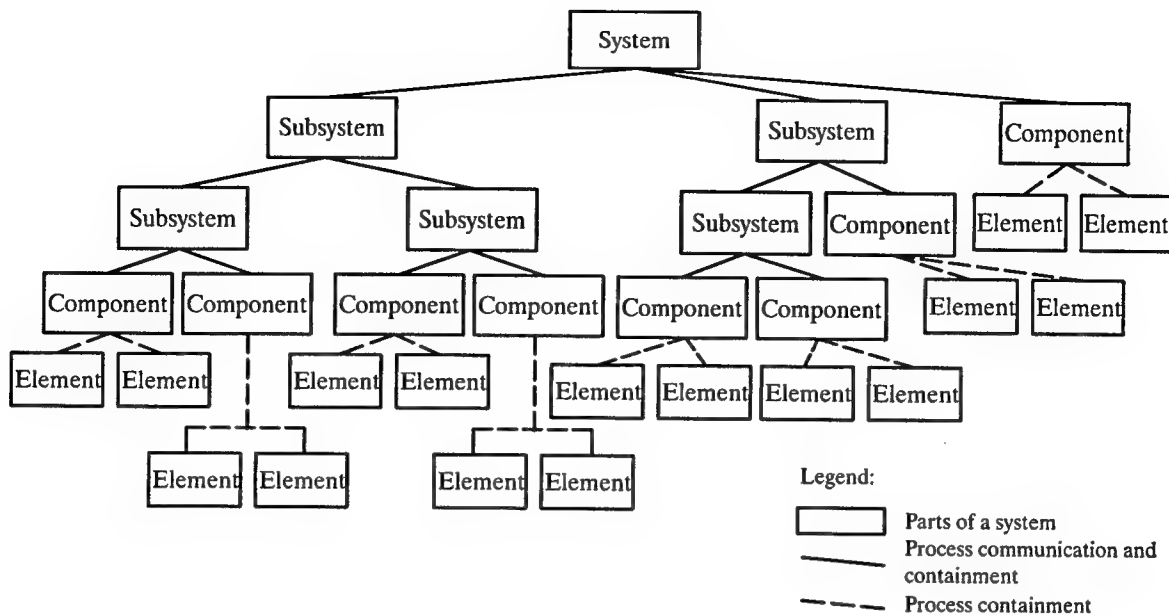 System
Subsystem
Subsystem
Component
Subsystem
Subsystem
Subsystem
Component
Element
Element
Component
Component
Component
Component
Component
Component
Element
Element
Element
Element
Element
Element
Element
Element
Element
Element
Element
Element
Element
Element
Legend:
Parts of a system
Process communication and
containment
Process containment